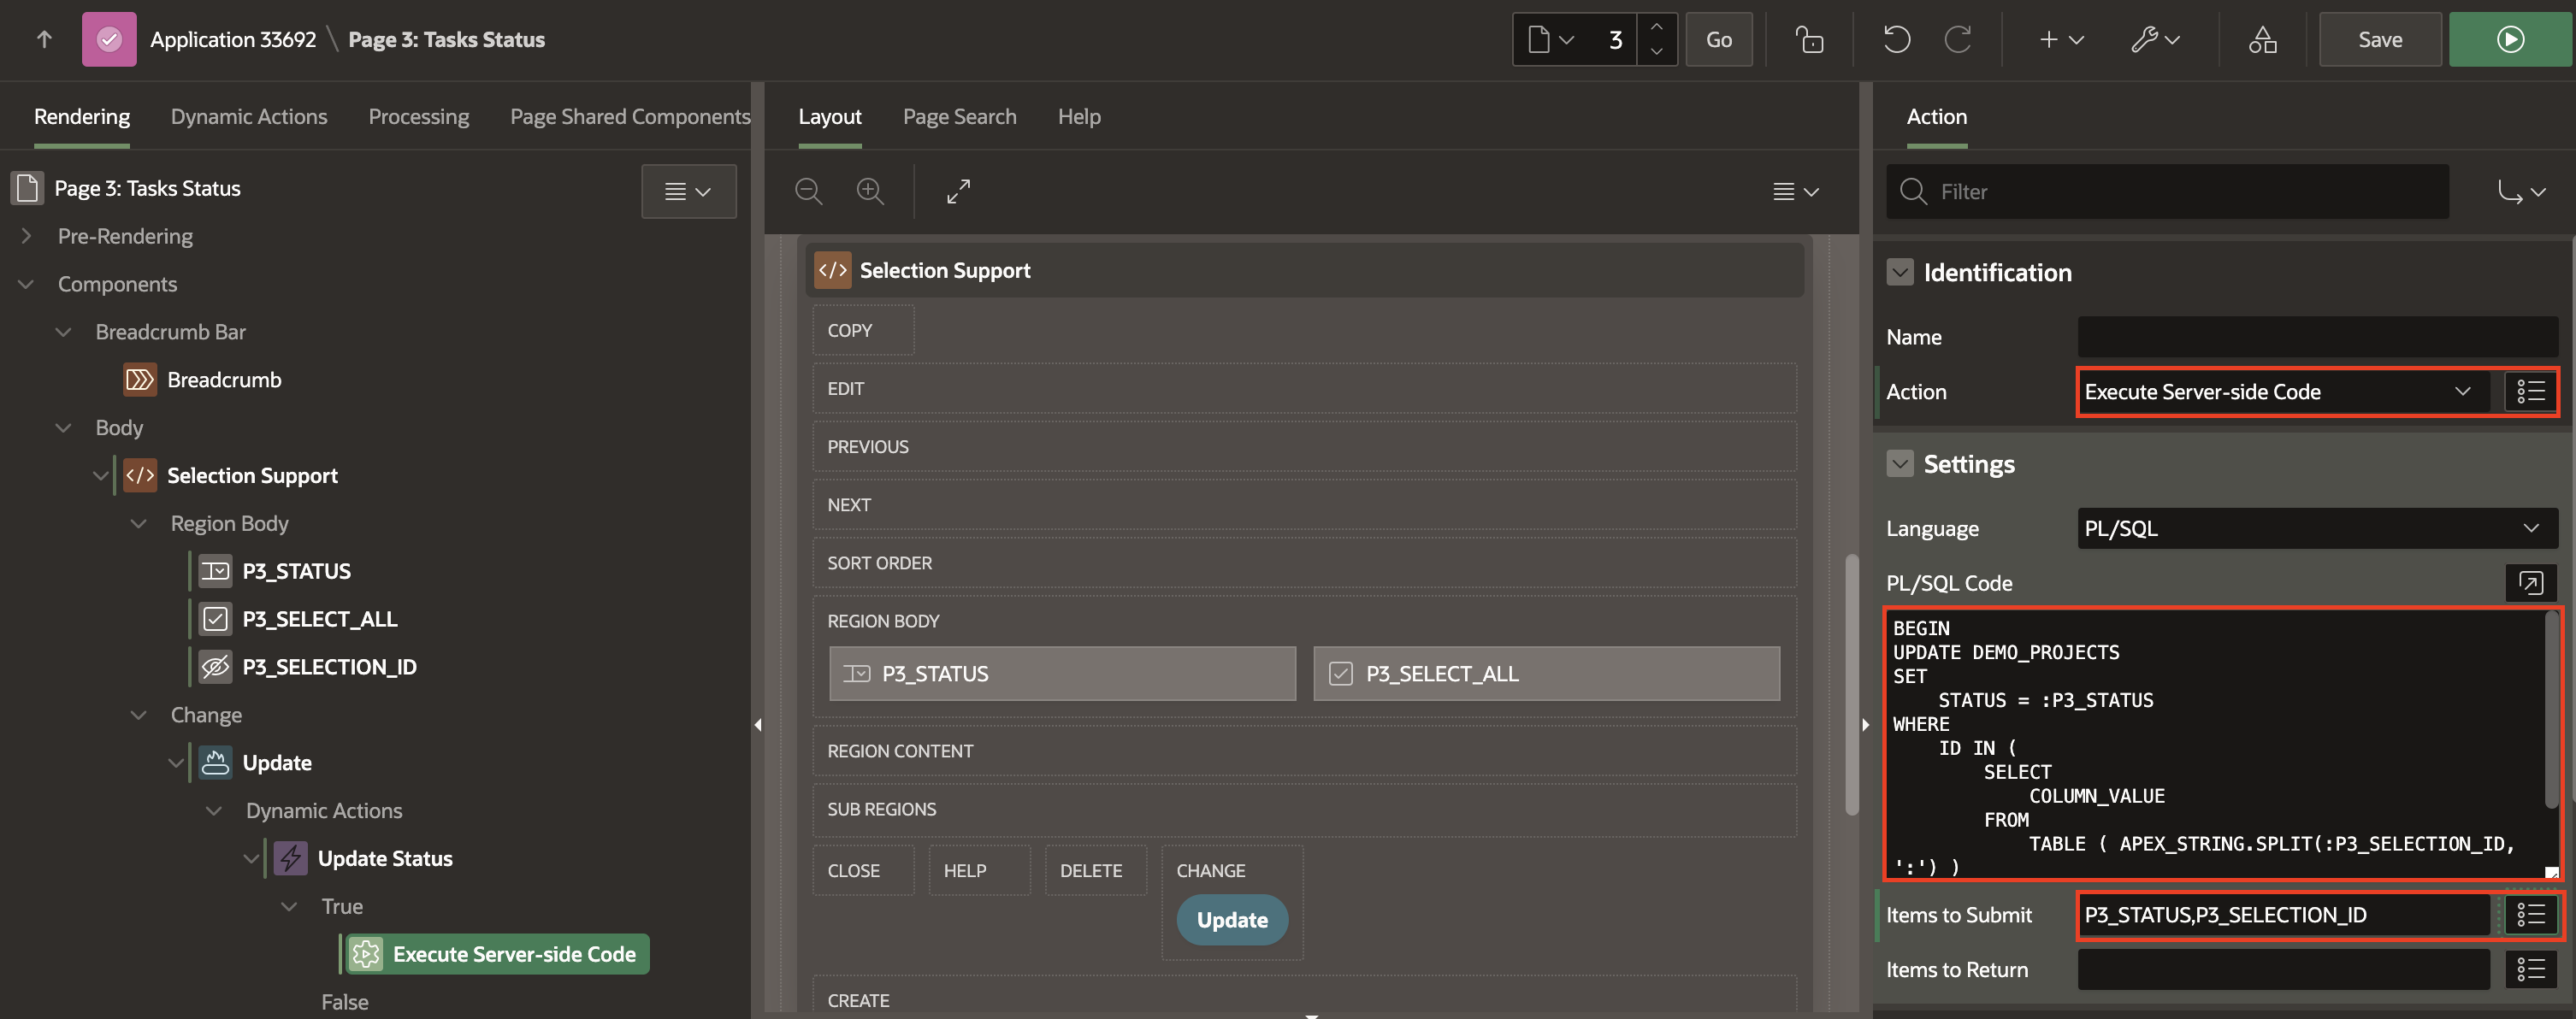 Application 33692 \ Page 3: Tasks Status
3
Go
Save
Rendering
Dynamic Actions
Processing
Page Shared Components
Page 3: Tasks Status
Pre-Rendering
Components
Breadcrumb Bar
Breadcrumb
Body
Selection Support
Region Body
P3_STATUS
P3_SELECT_ALL
P3_SELECTION_ID
Change
Update
Dynamic Actions
Update Status
True
Execute Server-side Code
False
Layout
Page Search
Help
Selection Support
COPY
EDIT
PREVIOUS
NEXT
SORT ORDER
REGION BODY
P3_STATUS
P3_SELECT_ALL
REGION CONTENT
SUB REGIONS
CLOSE
HELP
DELETE
CHANGE
Update
CREATE
Action
Filter
Identification
Name
Action
Execute Server-side Code
Settings
Language
PL/SQL
PL/SQL Code
BEGIN
UPDATE DEMO_PROJECTS
SET
STATUS = :P3_STATUS
WHERE
ID IN (
SELECT
COLUMN_VALUE
FROM
TABLE ( APEX_STRING.SPLIT(:P3_SELECTION_ID,
':') )
Items to Submit
P3_STATUS,P3_SELECTION_ID
Items to Return